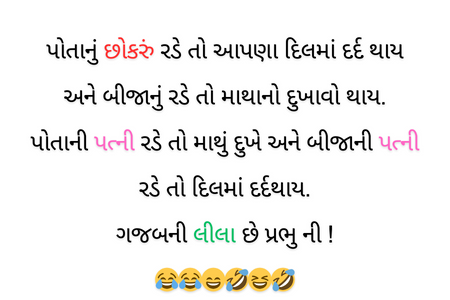 પોતાનું છોકરું રડે તો આપણા દિલમાં દર્દ થાય
અને બીજાનું રડે તો માથાનો દુખાવો થાય.
પોતાની પત્ની રડે તો માથું દુખે અને બીજાની પત્ની
રડે તો દિલમાં દર્દથાય.
ગજબની લીલા છે પ્રભુ ની !
😂😂😄🤣😆🤣